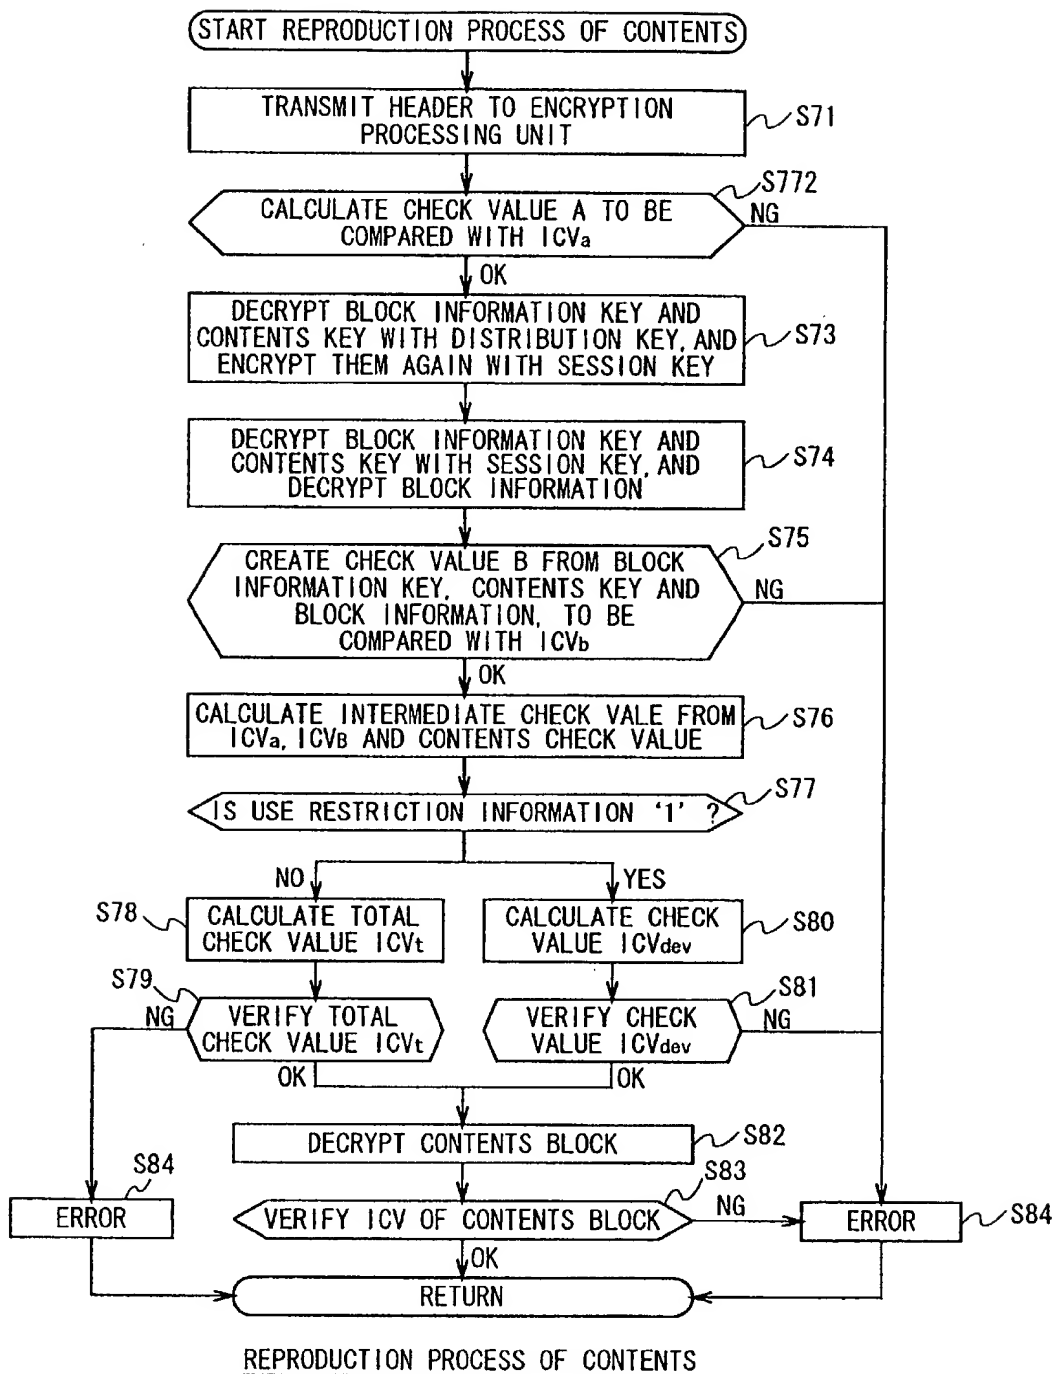 START REPRODUCTION PROCESS OF CONTENTS
TRANSMIT HEADER TO ENCRYPTION
PROCESSING UNIT
S71
S772
CALCULATE CHECK VALUE A TO BE
COMPARED WITH ICVa
NG
OK
DECRYPT BLOCK INFORMATION KEY AND
CONTENTS KEY WITH DISTRIBUTION KEY, AND
ENCRYPT THEM AGAIN WITH SESSION KEY
S73
DECRYPT BLOCK INFORMATION KEY AND
CONTENTS KEY WITH SESSION KEY, AND
DECRYPT BLOCK INFORMATION
S74
S75
CREATE CHECK VALUE B FROM BLOCK
INFORMATION KEY, CONTENTS KEY AND
BLOCK INFORMATION, TO BE
COMPARED WITH ICVb
NG
OK
CALCULATE INTERMEDIATE CHECK VALE FROM
ICVa, ICVB AND CONTENTS CHECK VALUE
S76
S77
IS USE RESTRICTION INFORMATION '1' ?
NO
YES
S78
CALCULATE TOTAL
CHECK VALUE ICVt
CALCULATE CHECK
VALUE ICVdev
S80
S79
NG
VERIFY TOTAL
CHECK VALUE ICVt
OK
S81
VERIFY CHECK
VALUE ICVdev
NG
OK
DECRYPT CONTENTS BLOCK
S82
S83
VERIFY ICV OF CONTENTS BLOCK
NG
OK
S84
ERROR
ERROR
S84
RETURN
REPRODUCTION PROCESS OF CONTENTS